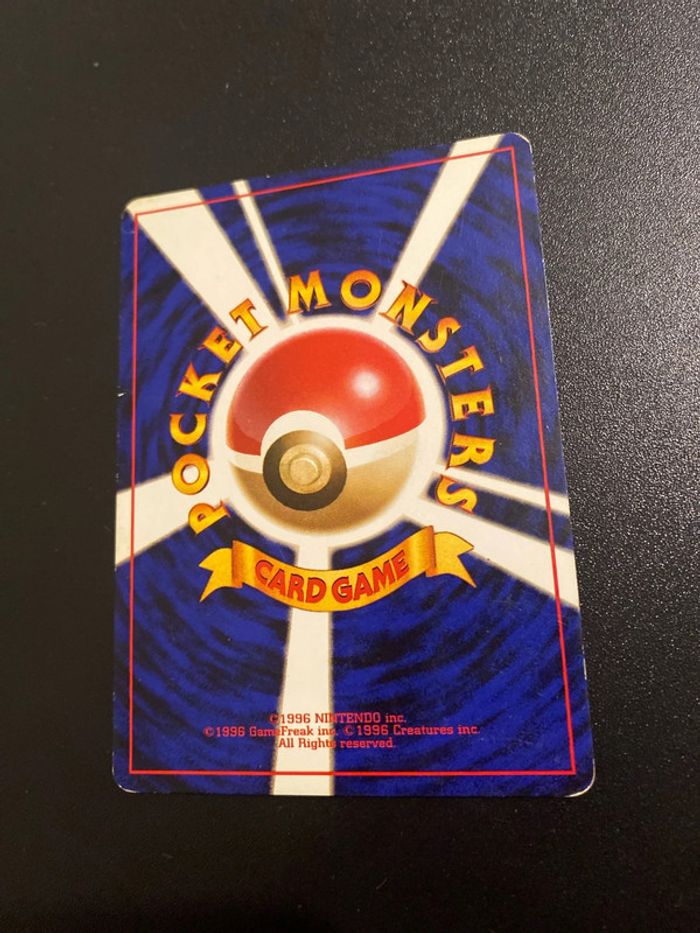 POCKET MONSTERS
CARD GAME
©1996 NINTENDO inc.
©1996 GameFreak inc. ©1996 Creatures inc.
All Rights reserved.